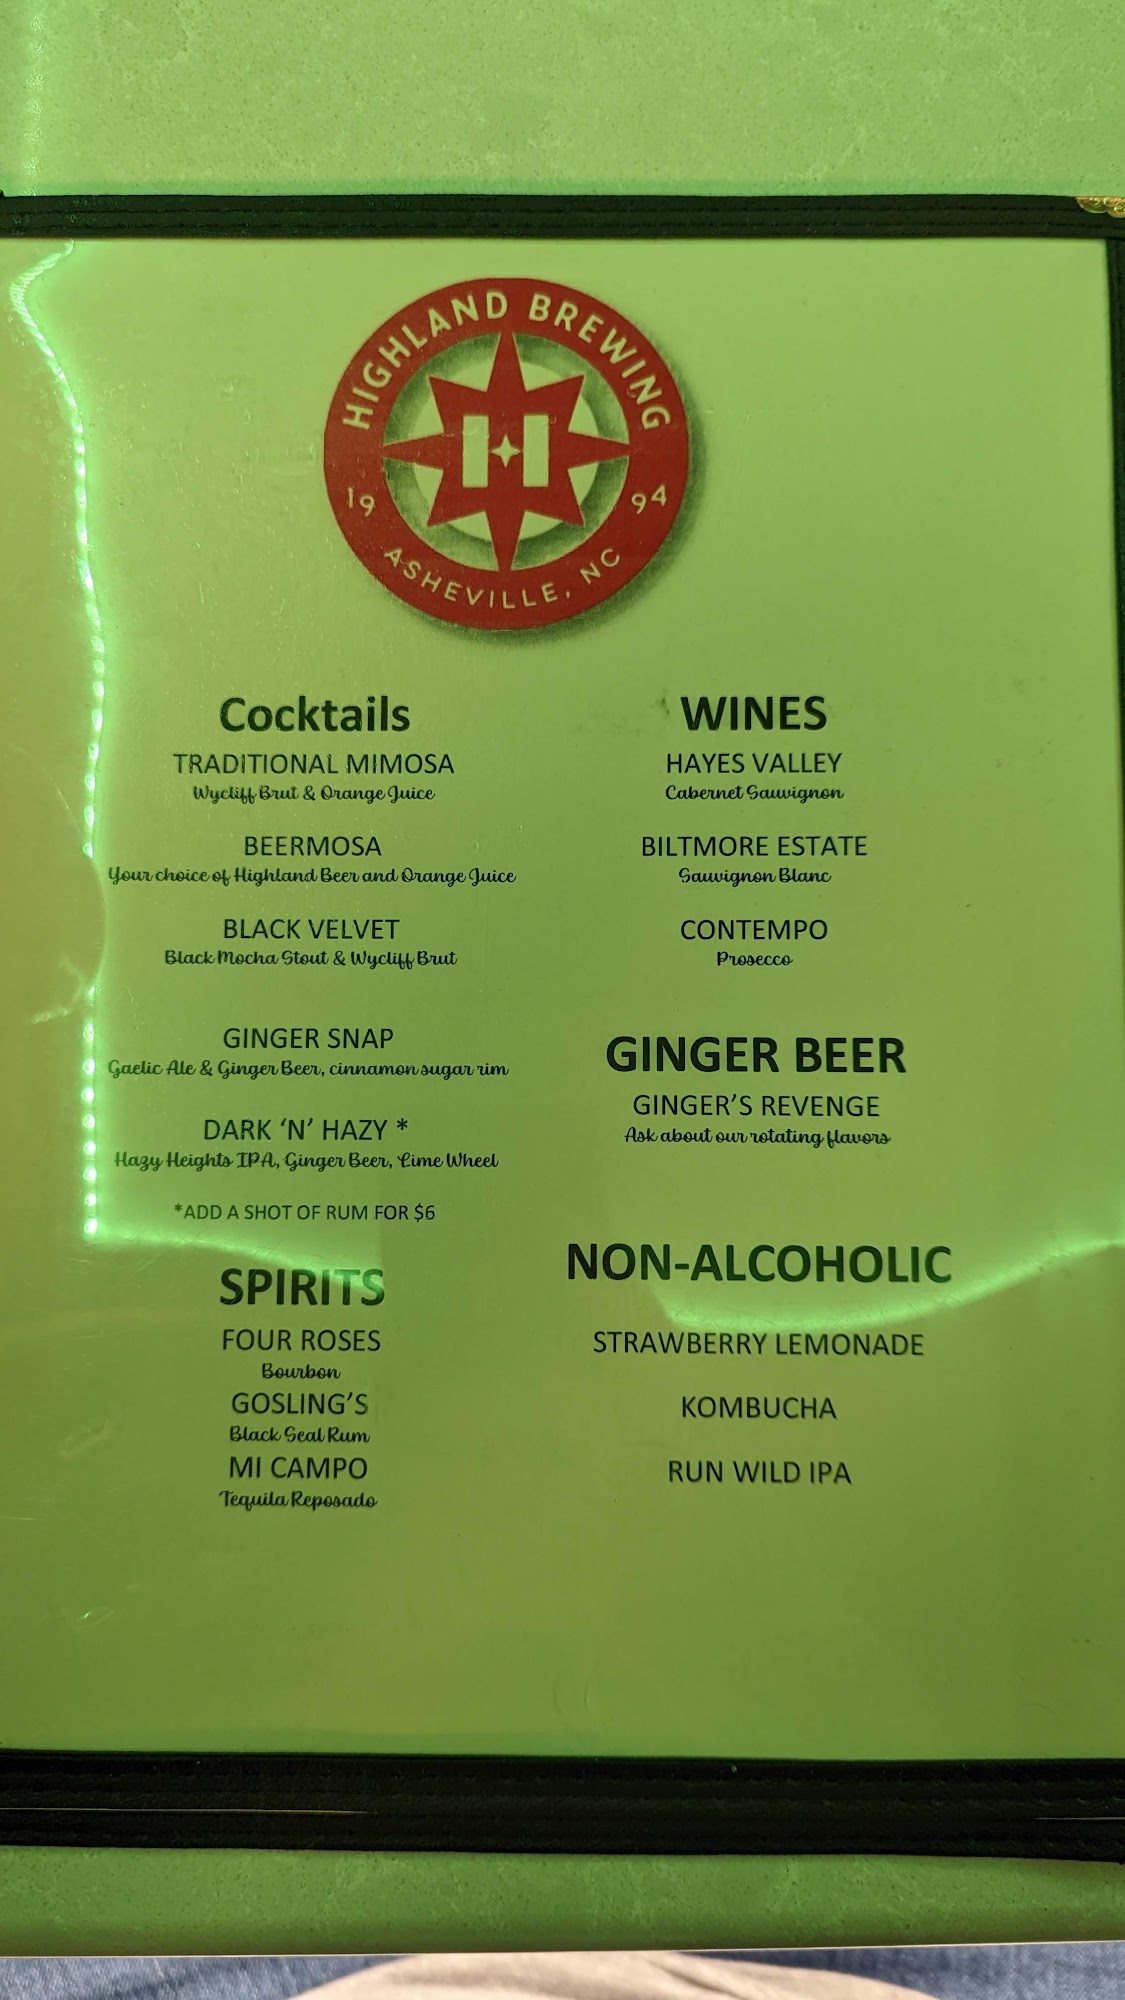 HIGHLAND BREWING
19 94
H
ASHEVILLE, NC
Cocktails
TRADITIONAL MIMOSA
Wycliff Brut & Orange Juice
BEERMOSA
Your choice of Highland Beer and Orange Juice
BLACK VELVET
Black Mocha Stout & Wycliff Brut
GINGER SNAP
Gaelic Ale & Ginger Beer, cinnamon sugar rim
DARK ‘N’ HAZY *
Hazy Heights IPA, Ginger Beer, Lime Wheel
*ADD A SHOT OF RUM FOR $6
SPIRITS
FOUR ROSES
Bourbon
GOSLING’S
Black Seal Rum
MI CAMPO
Tequila Reposado
WINES
HAYES VALLEY
Cabernet Sauvignon
BILTMORE ESTATE
Sauvignon Blanc
CONTEMPO
Prosecco
GINGER BEER
GINGER’S REVENGE
Ask about our rotating flavors
NON-ALCOHOLIC
STRAWBERRY LEMONADE
KOMBUCHA
RUN WILD IPA